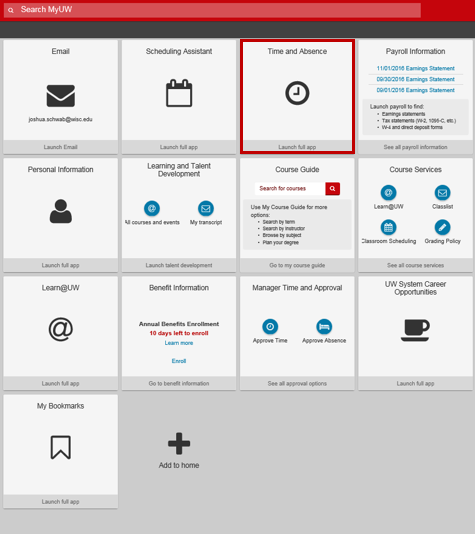 Search MyUW
Email
joshua.schwab@wisc.edu
Launch Email
Scheduling Assistant
Launch full app
Time and Absence
Launch full app
Payroll Information
11/01/2016 Earnings Statement
09/30/2016 Earnings Statement
09/01/2016 Earnings Statement
Launch payroll to find:
• Earnings statements
• Tax statements (W-2, 1099-C, etc.)
• W-4 and direct deposit forms
See all payroll information
Personal Information
Launch full app
Learning and Talent
Development
All courses and events
My transcript
Launch talent development
Course Guide
Search for courses
Use My Course Guide for more
options:
• Search by term
• Search by instructor
• Browse by subject
• Plan your degree
Go to my course guide
Course Services
Learn@UW
Classlist
Classroom Scheduling
Grading Policy
See all course services
Learn@UW
Launch full app
Benefit Information
Annual Benefits Enrollment
10 days left to enroll
Learn more
Enroll
Go to benefit information
Manager Time and Approval
Approve Time
Approve Absence
See all approval options
UW System Career
Opportunities
Launch full app
My Bookmarks
Launch full app
Add to home